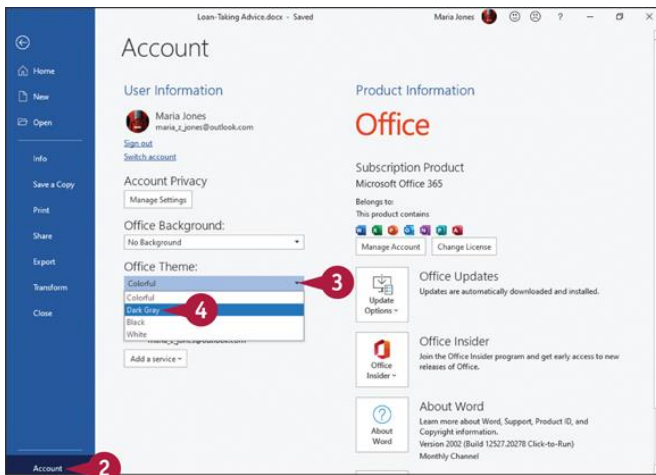 Loan-Taking Advice.docx - Saved
Maria Jones
?
Account
Home
New
Open
Info
Save a Copy
Print
Share
Export
Transform
Close
Account
2
User Information
Maria Jones
maria_z_jones@outlook.com
Sign out
Switch account
Account Privacy
Manage Settings
Office Background:
No Background
Office Theme:
Colorful
3
Colorful
Dark Gray
4
Black
White
maria_z_jones@outlook.com
Add a service
Product Information
Office
Subscription Product
Microsoft Office 365
Belongs to:
This product contains
Manage Account
Change License
Update
Options
Office Updates
Updates are automatically downloaded and installed.
Office
Insider
Office Insider
Join the Office Insider program and get early access to new
releases of Office.
?
About
Word
About Word
Learn more about Word, Support, Product ID, and
Copyright information.
Version 2002 (Build 12527.20278 Click-to-Run)
Monthly Channel